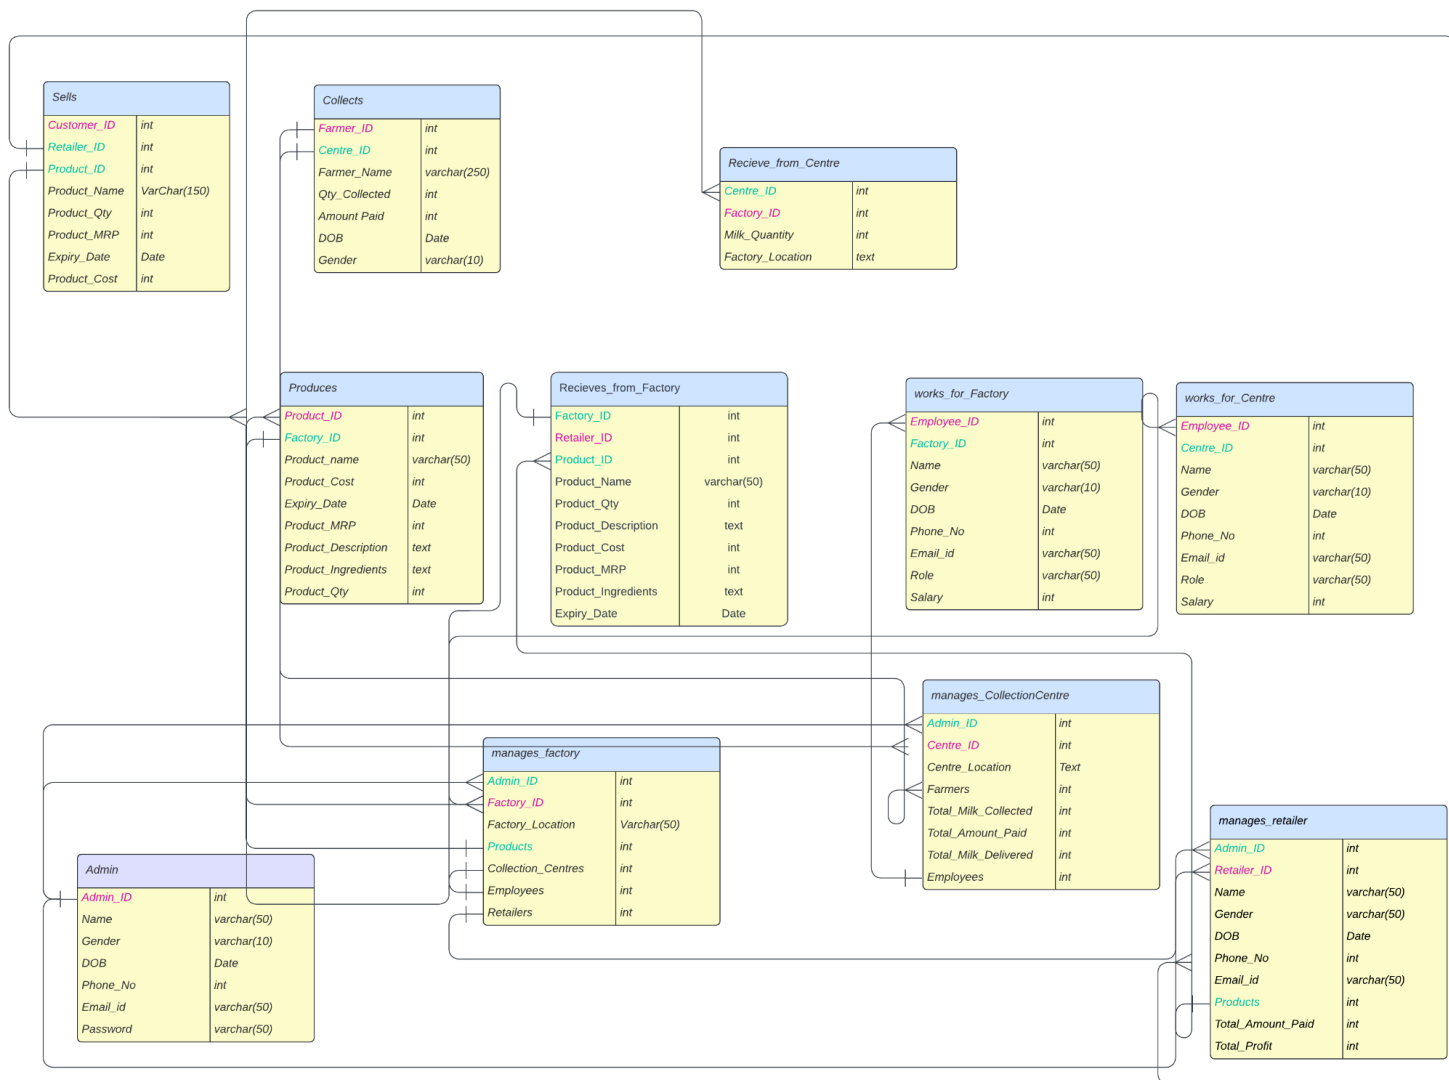 Sells
Customer_ID int
Retailer_ID int
Product_ID int
Product_Name VarChar(150)
Product_Qty int
Product_MRP int
Expiry_Date Date
Product_Cost int
Collects
Farmer_ID int
Centre_ID int
Farmer_Name varchar(250)
Qty_Collected int
Amount Paid int
DOB Date
Gender varchar(10)
Recieve_from_Centre
Centre_ID int
Factory_ID int
Milk_Quantity int
Factory_Location text
Produces
Product_ID int
Factory_ID int
Product_name varchar(50)
Product_Cost int
Expiry_Date Date
Product_MRP int
Product_Description text
Product_Ingredients text
Product_Qty int
Recieves_from_Factory
Factory_ID int
Retailer_ID int
Product_ID int
Product_Name varchar(50)
Product_Qty int
Product_Description text
Product_Cost int
Product_MRP int
Product_Ingredients text
Expiry_Date Date
works_for_Factory
Employee_ID int
Factory_ID int
Name varchar(50)
Gender varchar(10)
DOB Date
Phone_No int
Email_id varchar(50)
Role varchar(50)
Salary int
works_for_Centre
Employee_ID int
Centre_ID int
Name varchar(50)
Gender varchar(10)
DOB Date
Phone_No int
Email_id varchar(50)
Role varchar(50)
Salary int
manages_CollectionCentre
Admin_ID int
Centre_ID int
Centre_Location Text
Farmers int
Total_Milk_Collected int
Total_Amount_Paid int
Total_Milk_Delivered int
Employees int
manages_factory
Admin_ID int
Factory_ID int
Factory_Location Varchar(50)
Products int
Collection_Centres int
Employees int
Retailers int
manages_retailer
Admin_ID int
Retailer_ID int
Name varchar(50)
Gender varchar(50)
DOB Date
Phone_No int
Email_id varchar(50)
Products int
Total_Amount_Paid int
Total_Profit int
Admin
Admin_ID int
Name varchar(50)
Gender varchar(10)
DOB Date
Phone_No int
Email_id varchar(50)
Password varchar(50)